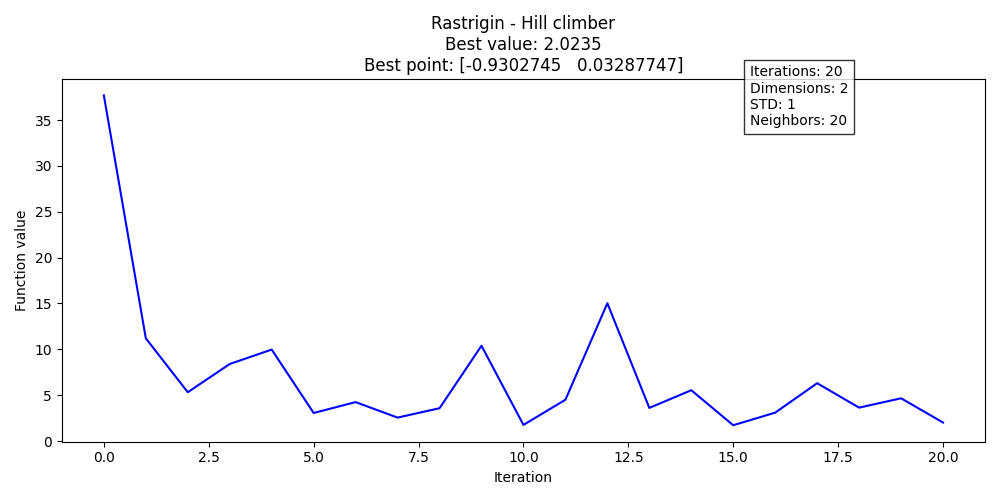 Rastrigin - Hill climber
Best value: 2.0235
Best point: [-0.9302745   0.03287747]
Iterations: 20
Dimensions: 2
STD: 1
Neighbors: 20
Function value
35
30
25
20
15
10
5
0
0.0
2.5
5.0
7.5
10.0
12.5
15.0
17.5
20.0
Iteration